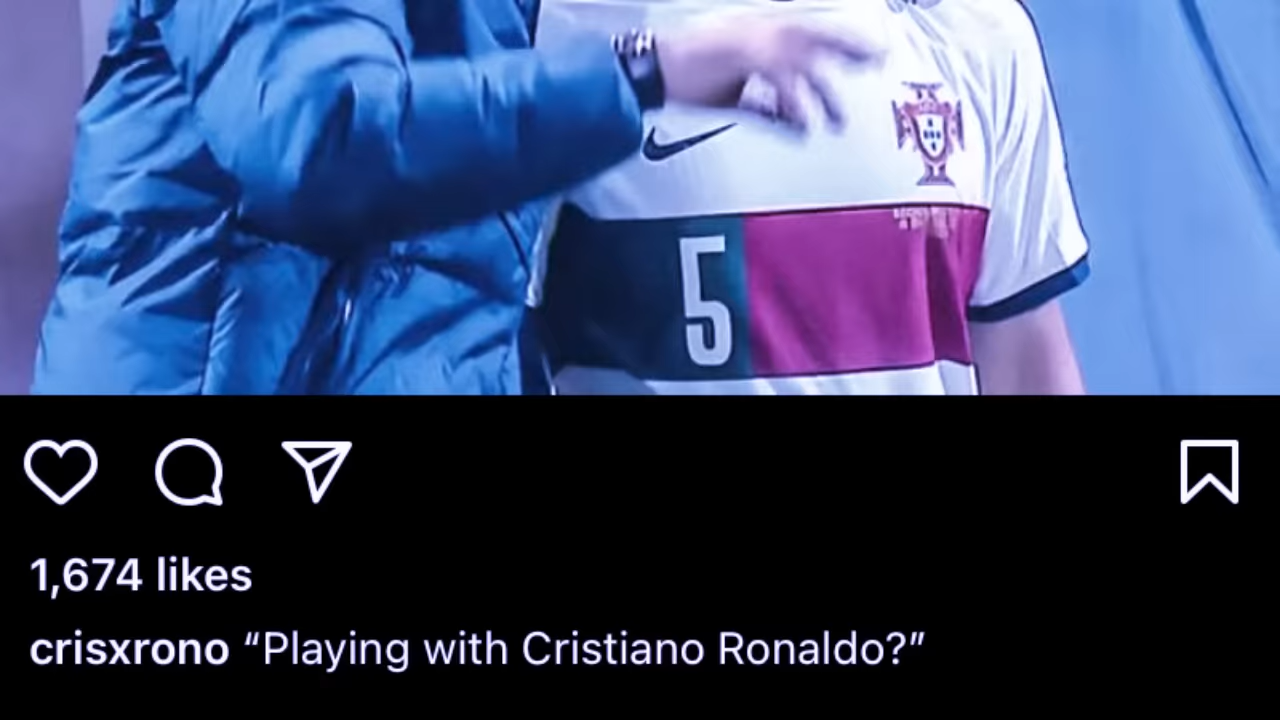 5
1,674 likes
crisxrono “Playing with Cristiano Ronaldo?”